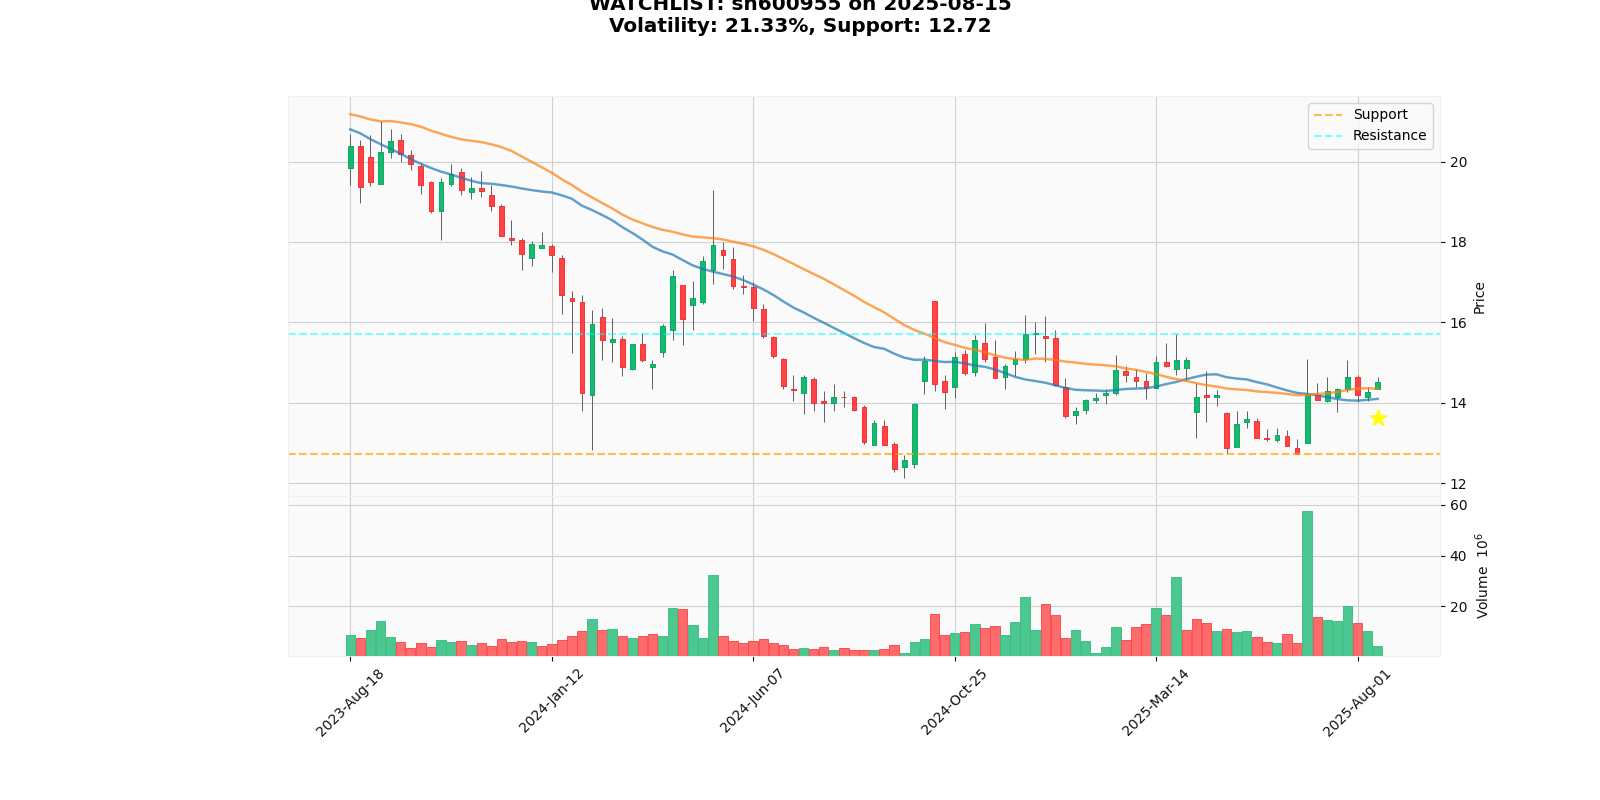 WATCHLIST: sh600955 on 2025-08-15
Volatility: 21.33%, Support: 12.72
Support
Resistance
20
18
16
14
12
Price
60
40
20
Volume 10^6
2023-Aug-18
2024-Jan-12
2024-Jun-07
2024-Oct-25
2025-Mar-14
2025-Aug-01